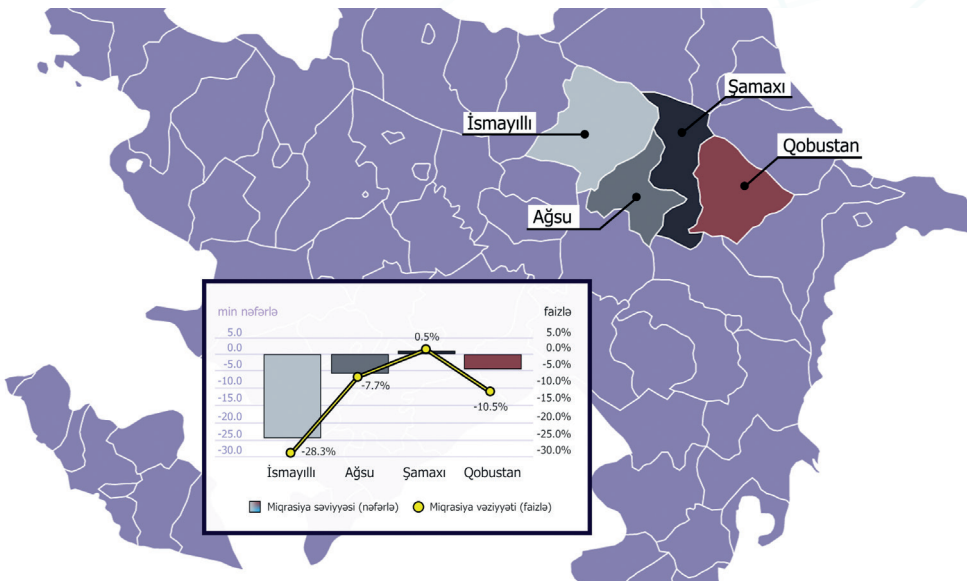 Şamaxı
İsmayıllı
Qobustan
Ağsu
min nəfərlə
faizlə
5.0
0.0
-5.0
-10.0
-15.0
-20.0
-25.0
-30.0
0.5%
-7.7%
-10.5%
-28.3%
5.0%
0.0%
-5.0%
-10.0%
-15.0%
-20.0%
-25.0%
-30.0%
İsmayıllı Ağsu Şamaxı Qobustan
Miqrasiya səviyyəsi (nəfərlə) Miqrasiya vəziyyəti (faizlə)